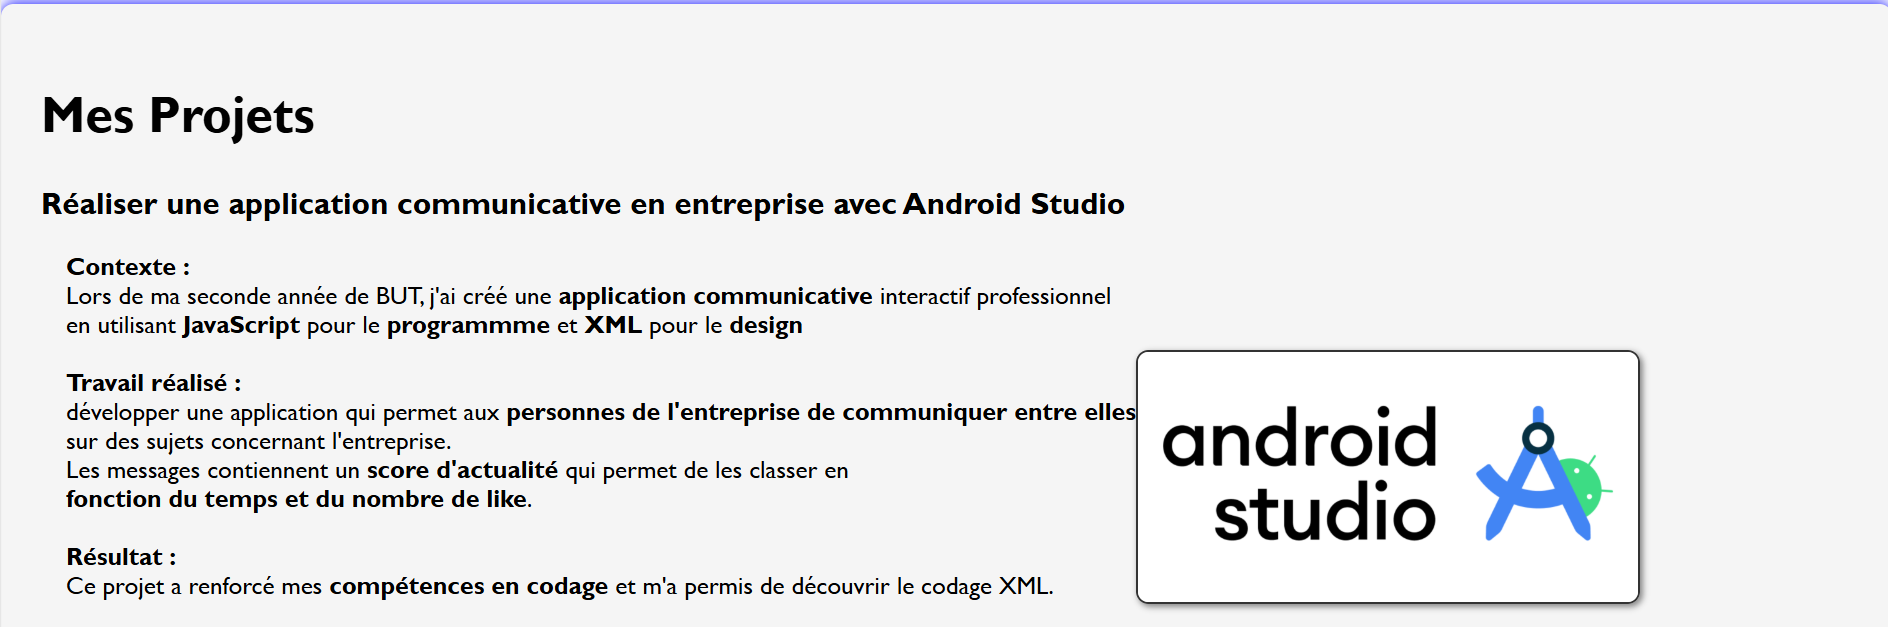 Mes Projets
Réaliser une application communicative en entreprise avec Android Studio
Contexte :
Lors de ma seconde année de BUT, j'ai créé une application communicative interactif professionnel
en utilisant JavaScript pour le programmme et XML pour le design
Travail réalisé :
développer une application qui permet aux personnes de l'entreprise de communiquer entre elles
sur des sujets concernant l'entreprise.
Les messages contiennent un score d'actualité qui permet de les classer en
fonction du temps et du nombre de like.
Résultat :
Ce projet a renforcé mes compétences en codage et m'a permis de découvrir le codage XML.
android
studio